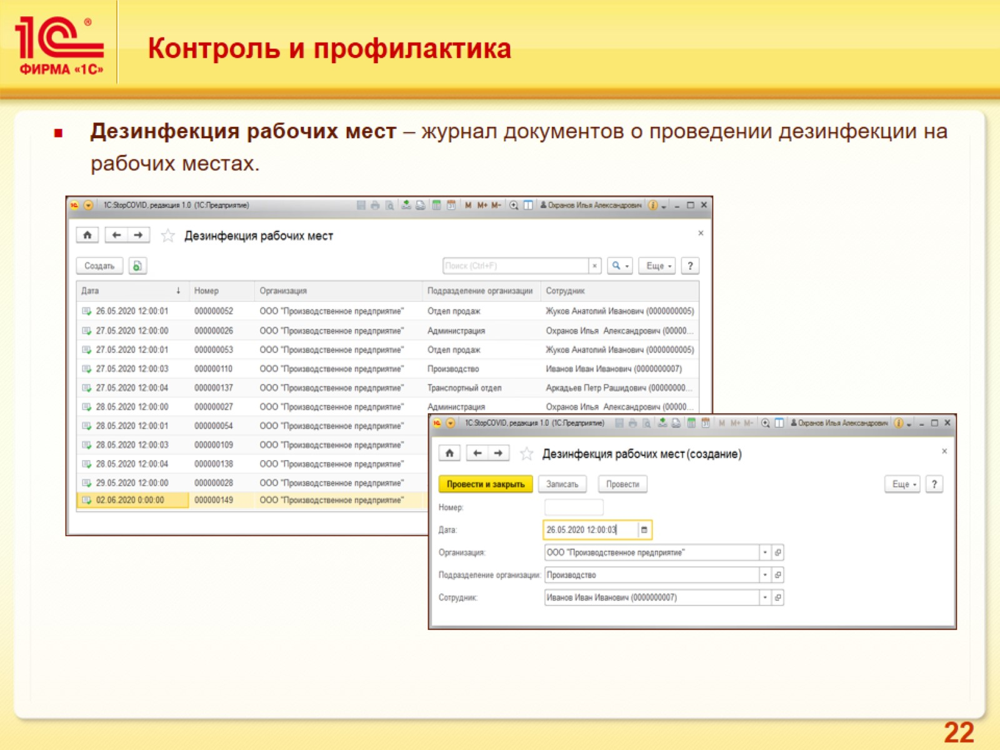 1С ®
ФИРМА «1С»
Контроль и профилактика
Дезинфекция рабочих мест – журнал документов о проведении дезинфекции на
рабочих местах.
1С:StopCOVID, редакция 1.0 (1С:Предприятие) M M+ M- Охранов Илья Александрович
Дезинфекция рабочих мест
Создать Поиск (Ctrl+F) Еще ?
Дата Номер Организация Подразделение организации Сотрудник
26.05.2020 12:00:01 000000052 ООО "Производственное предприятие" Отдел продаж Жуков Анатолий Иванович (0000000005)
27.05.2020 12:00:00 000000026 ООО "Производственное предприятие" Администрация Охранов Илья Александрович (00000...
27.05.2020 12:00:01 000000053 ООО "Производственное предприятие" Отдел продаж Жуков Анатолий Иванович (0000000005)
27.05.2020 12:00:03 000000110 ООО "Производственное предприятие" Производство Иванов Иван Иванович (0000000007)
27.05.2020 12:00:04 000000137 ООО "Производственное предприятие" Транспортный отдел Аркадьев Петр Рашидович (00000000...
28.05.2020 12:00:00 000000027 ООО "Производственное предприятие" Администрация Охранов Илья Александрович (00000...
28.05.2020 12:00:01 000000054 ООО "Производственное предприятие"
28.05.2020 12:00:03 000000109 ООО "Производственное предприятие"
28.05.2020 12:00:04 000000138 ООО "Производственное предприятие"
29.05.2020 12:00:00 000000028 ООО "Производственное предприятие"
02.06.2020 0:00:00 000000149 ООО "Производственное предприятие"
1С:StopCOVID, редакция 1.0 (1С:Предприятие) M M+ M- Охранов Илья Александрович
Дезинфекция рабочих мест (создание)
Провести и закрыть Записать Провести Еще ?
Номер:
Дата: 26.05.2020 12:00:03
Организация: ООО "Производственное предприятие"
Подразделение организации: Производство
Сотрудник: Иванов Иван Иванович (0000000007)
22